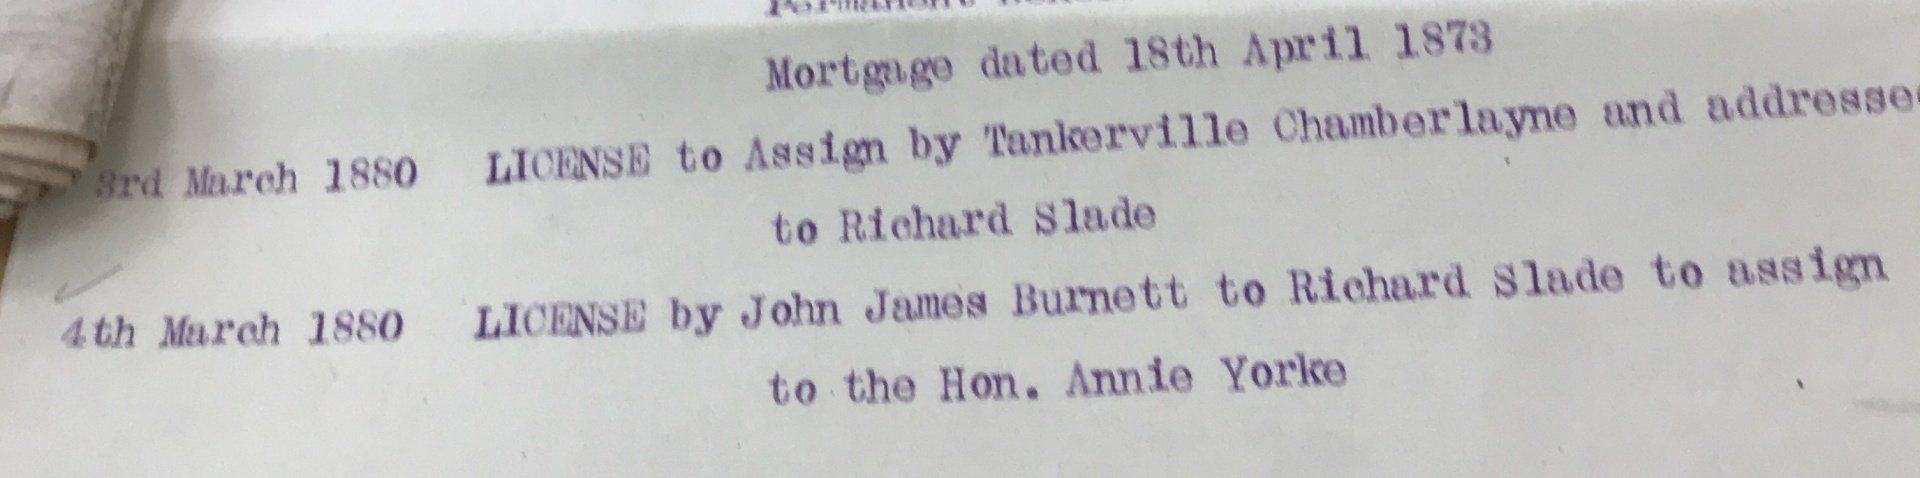 Mortgage dated 18th April 1873
3rd March 1880 LICENSE to Assign by Tankerville Chamberlayne and
to Richard Slade
4th March 1880 LICENSE by John James Burnett to Richard Slade to assign
to the Hon. Annie Yorke